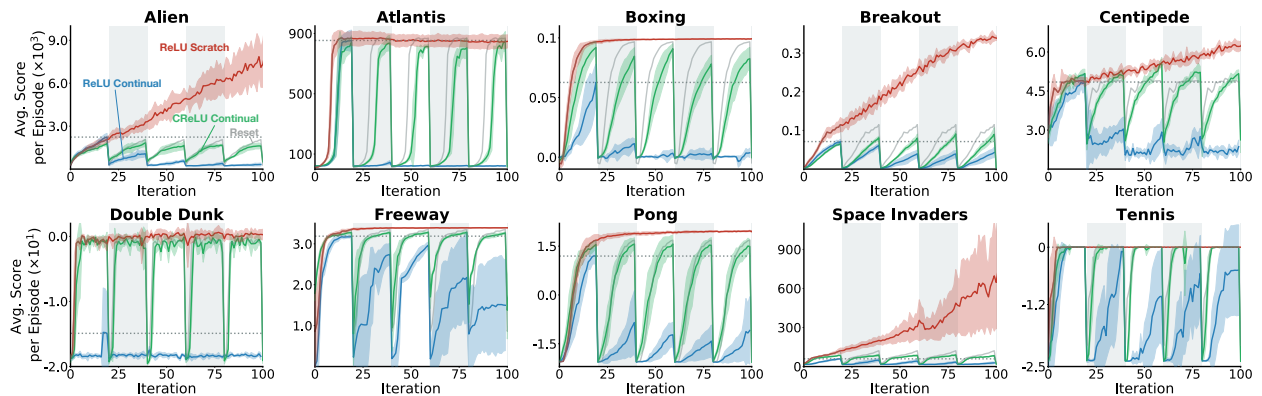 Alien
Atlantis
Boxing
Breakout
Centipede
Avg. Score
per Episode (×10³)
9.0
6.0
3.0
ReLU Scratch
ReLU Continual
CReLU Continual
Reset
0 25 50 75 100
Iteration
900
500
100
0 25 50 75 100
Iteration
0.1
0.05
0.0
0 25 50 75 100
Iteration
0.3
0.2
0.1
0 25 50 75 100
Iteration
6.0
4.5
3.0
0 25 50 75 100
Iteration
Double Dunk
Freeway
Pong
Space Invaders
Tennis
Avg. Score
per Episode (×10¹)
0.0
-1.0
-2.0
0 25 50 75 100
Iteration
3.0
2.0
1.0
0 25 50 75 100
Iteration
1.5
0.0
-1.5
0 25 50 75 100
Iteration
900
600
300
0 25 50 75 100
Iteration
0
-1.2
-2.5
0 25 50 75 100
Iteration